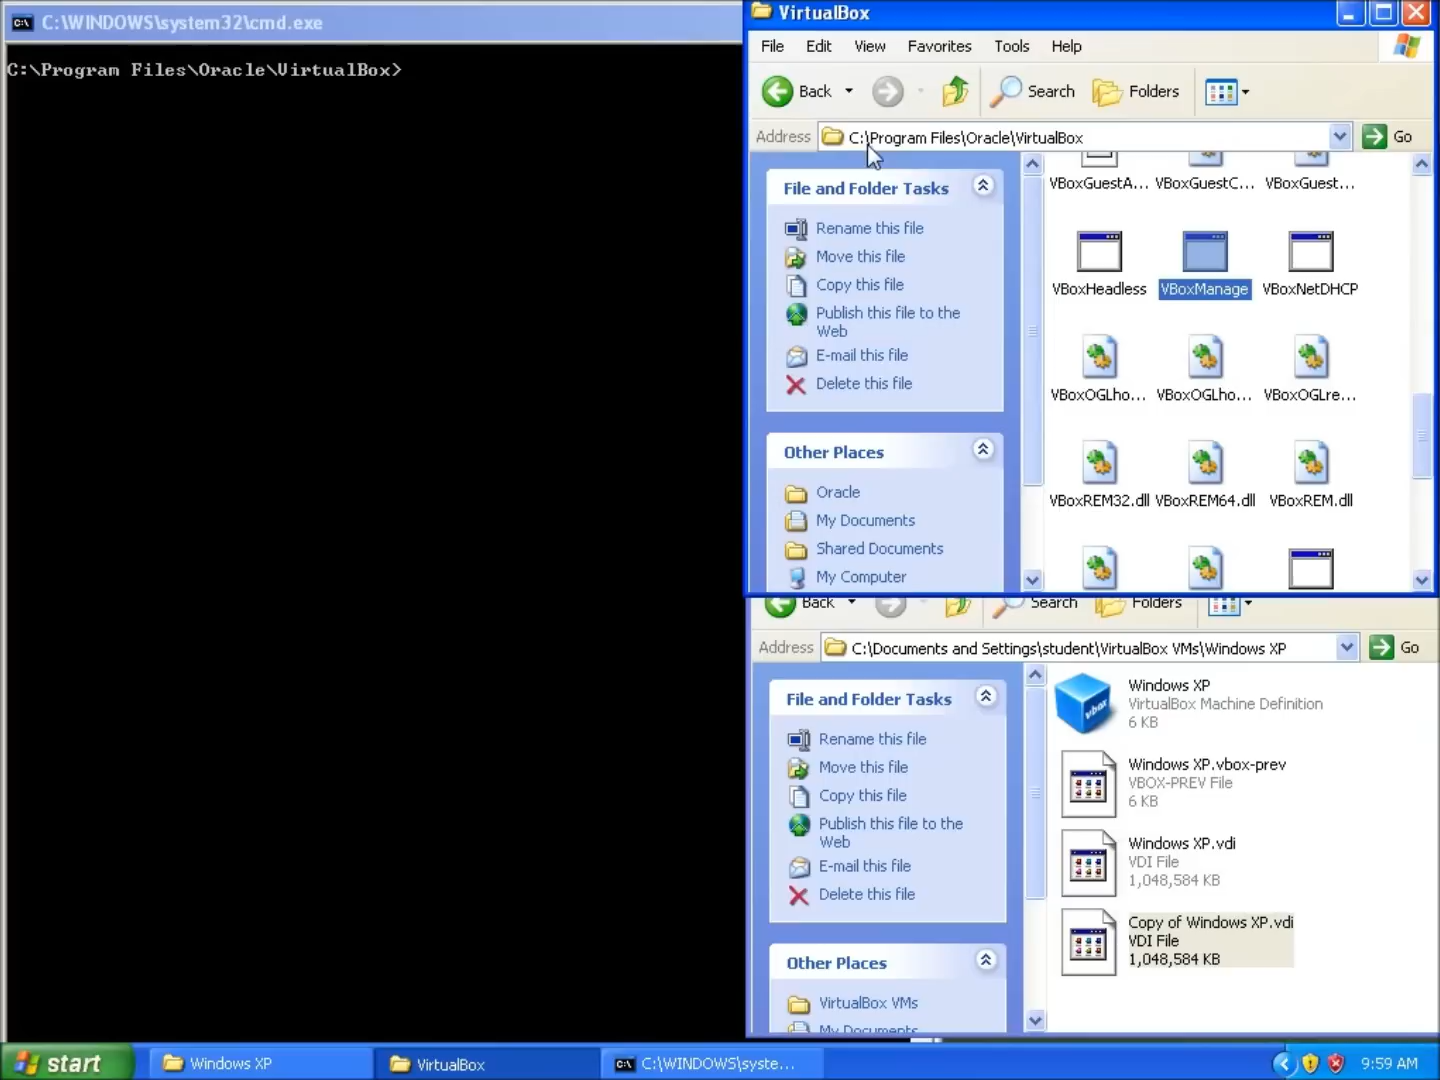 C:\WINDOWS\system32\cmd.exe
C:\Program Files\Oracle\VirtualBox>
VirtualBox
File Edit View Favorites Tools Help
Back Search Folders
Address C:\Program Files\Oracle\VirtualBox Go
File and Folder Tasks
Rename this file
Move this file
Copy this file
Publish this file to the
Web
E-mail this file
Delete this file
Other Places
Oracle
My Documents
Shared Documents
My Computer
VBoxGuestA... VBoxGuestC... VBoxGuest...
VBoxHeadless VBoxManage VBoxNetDHCP
VBoxOGLho... VBoxOGLho... VBoxOGLre...
VBoxREM32.dll VBoxREM64.dll VBoxREM.dll
Back Search Folders
Address C:\Documents and Settings\student\VirtualBox VMs\Windows XP Go
File and Folder Tasks
Rename this file
Move this file
Copy this file
Publish this file to the
Web
E-mail this file
Delete this file
Other Places
VirtualBox VMs
My Documents
vbox
Windows XP
VirtualBox Machine Definition
6 KB
Windows XP.vbox-prev
VBOX-PREV File
6 KB
Windows XP.vdi
VDI File
1,048,584 KB
Copy of Windows XP.vdi
VDI File
1,048,584 KB
start Windows XP VirtualBox C:\WINDOWS\syste... 9:59 AM